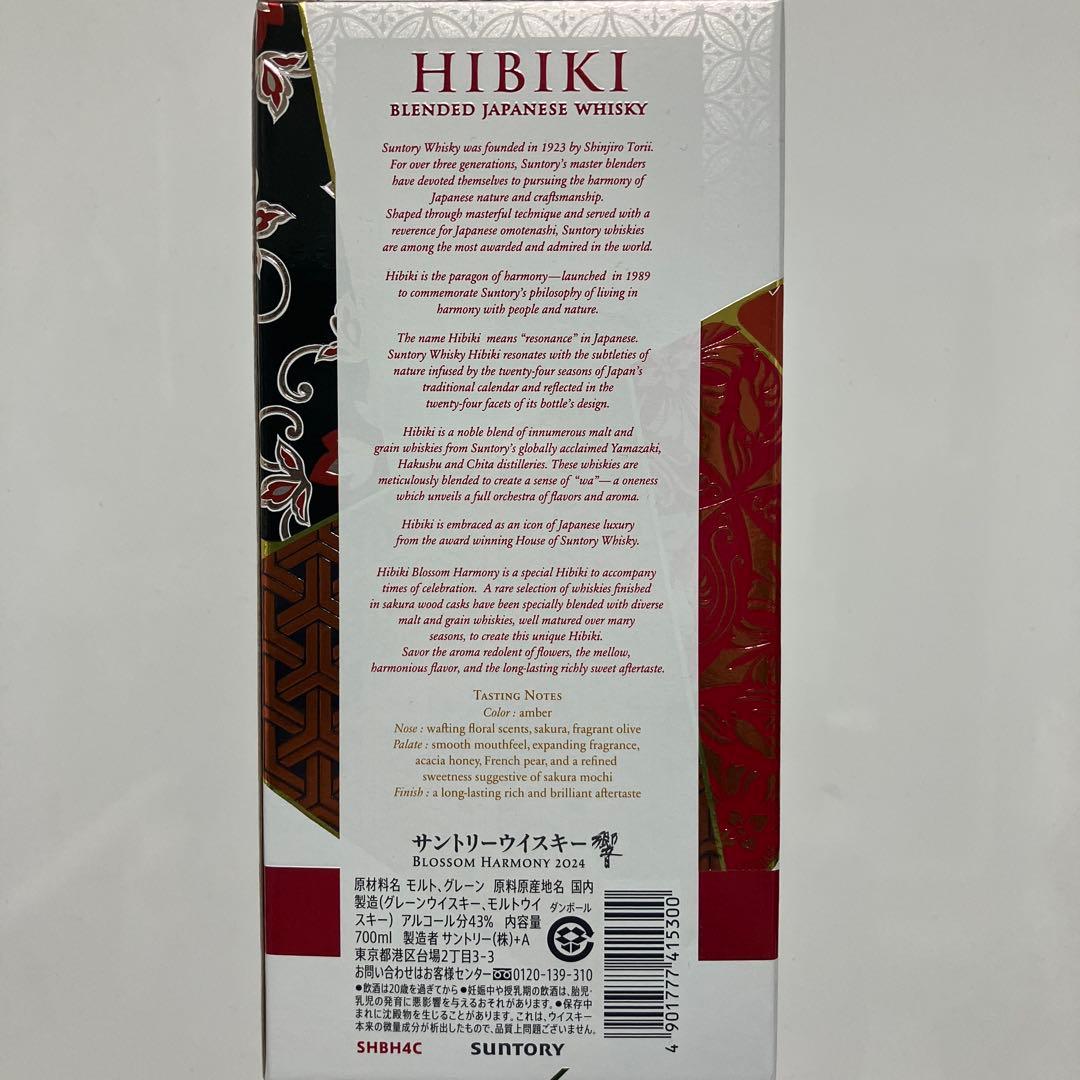 HIBIKI
BLENDED JAPANESE WHISKY
Suntory Whisky was founded in 1923 by Shinjiro Torii.
For over three generations, Suntory's master blenders
have devoted themselves to pursuing the harmony of
Japanese nature and craftsmanship.
Shaped through masterful technique and served with a
reverence for Japanese omotenashi, Suntory whiskies
are among the most awarded and admired in the world.
Hibiki is the paragon of harmony—launched in 1989
to commemorate Suntory's philosophy of living in
harmony with people and nature.
The name Hibiki means “resonance” in Japanese.
Suntory Whisky Hibiki resonates with the subtleties of
nature infused by the twenty-four seasons of Japan's
traditional calendar and reflected in the
twenty-four facets of its bottle's design.
Hibiki is a noble blend of innumerous malt and
grain whiskies from Suntory's globally acclaimed Yamazaki,
Hakushu and Chita distilleries. These whiskies are
meticulously blended to create a sense of “wa”—a oneness
which unveils a full orchestra of flavors and aroma.
Hibiki is embraced as an icon of Japanese luxury
from the award winning House of Suntory Whisky.
Hibiki Blossom Harmony is a special Hibiki to accompany
times of celebration. A rare selection of whiskies finished
in sakura wood casks have been specially blended with diverse
malt and grain whiskies, well matured over many
seasons, to create this unique Hibiki.
Savor the aroma redolent of flowers, the mellow,
harmonious flavor, and the long-lasting richly sweet aftertaste.
TASTING NOTES
Color : amber
Nose : wafting floral scents, sakura, fragrant olive
Palate : smooth mouthfeel, expanding fragrance,
acacia honey, French pear, and a refined
sweetness suggestive of sakura mochi
Finish : a long-lasting rich and brilliant aftertaste
サントリーウイスキー響
BLOSSOM HARMONY 2024
原材料名 モルト、グレーン 原料原産地名 国内
製造(グレーンウイスキー、モルトウイ
スキー) アルコール分43% 内容量
700ml 製造者 サントリー(株)+A
東京都港区台場2丁目3-3
お問い合わせはお客様センター 0120-139-310
●飲酒は20歳を過ぎてから●妊娠中や授乳期の飲酒は、胎児・
乳児の発育に悪影響を与えるおそれがあります。●保存中
まれに沈殿物を生じることがあります。これは、ウイスキー
本来の微量成分が析出したもので、品質上問題ございません。
ダンボール
SHBH4C SUNTORY
4 901777 415300